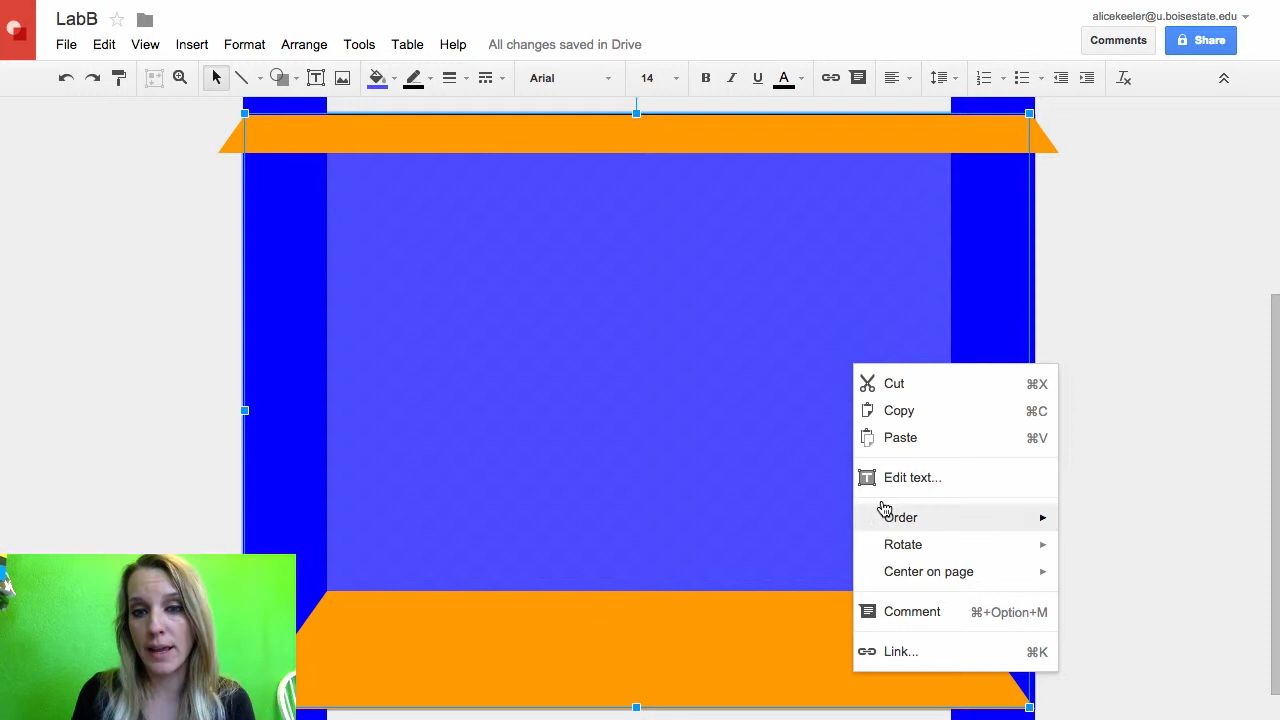 LabB
alicekeeler@u.boisestate.edu
File Edit View Insert Format Arrange Tools Table Help All changes saved in Drive
Comments Share
Arial 14 B I U A
Cut ⌘X
Copy ⌘C
Paste ⌘V
Edit text...
Order
Rotate
Center on page
Comment ⌘+Option+M
Link... ⌘K